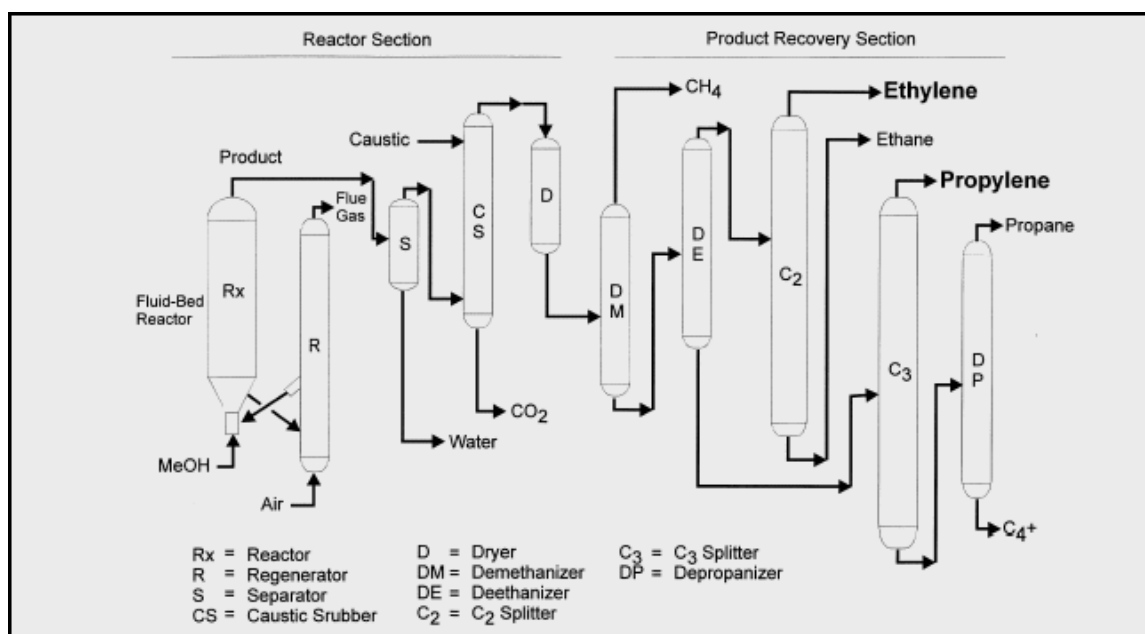 Reactor Section
Product Recovery Section
CH4
Ethylene
Caustic
Ethane
Product
Propylene
Flue
Gas
D
CS
DE
S
Propane
Rx
Fluid-Bed
Reactor
C2
DM
R
C3
DP
CO2
Water
MeOH
Air
C4+
Rx = Reactor
R = Regenerator
S = Separator
CS = Caustic Srubber
D = Dryer
DM = Demethanizer
DE = Deethanizer
C2 = C2 Splitter
C3 = C3 Splitter
DP = Depropanizer